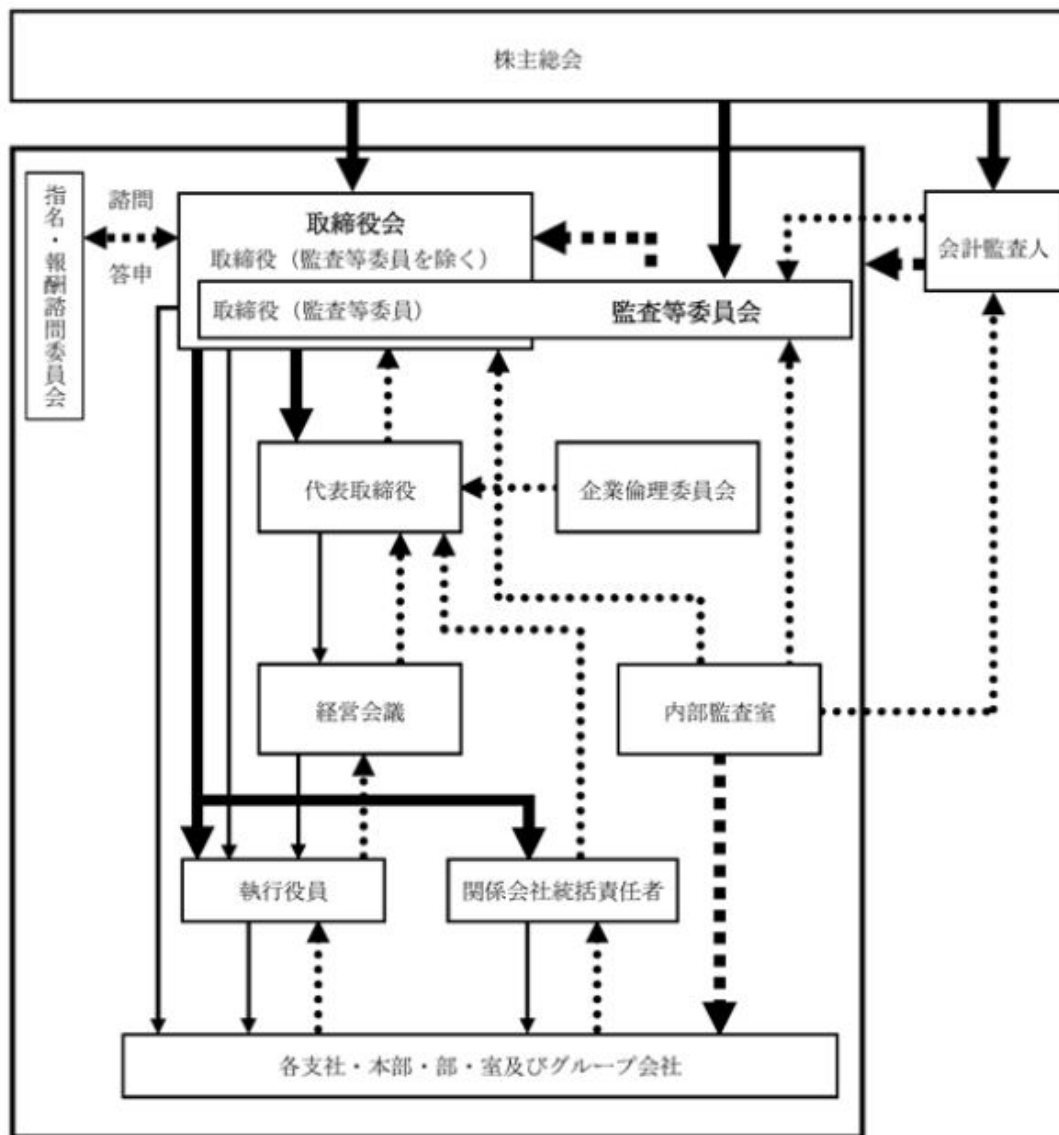 株主総会
指名・報酬諮問委員会
諮問
答申
取締役会
取締役（監査等委員を除く）
取締役（監査等委員）
監査等委員会
会計監査人
代表取締役
企業倫理委員会
経営会議
内部監査室
執行役員
関係会社統括責任者
各支社・本部・部・室及びグループ会社